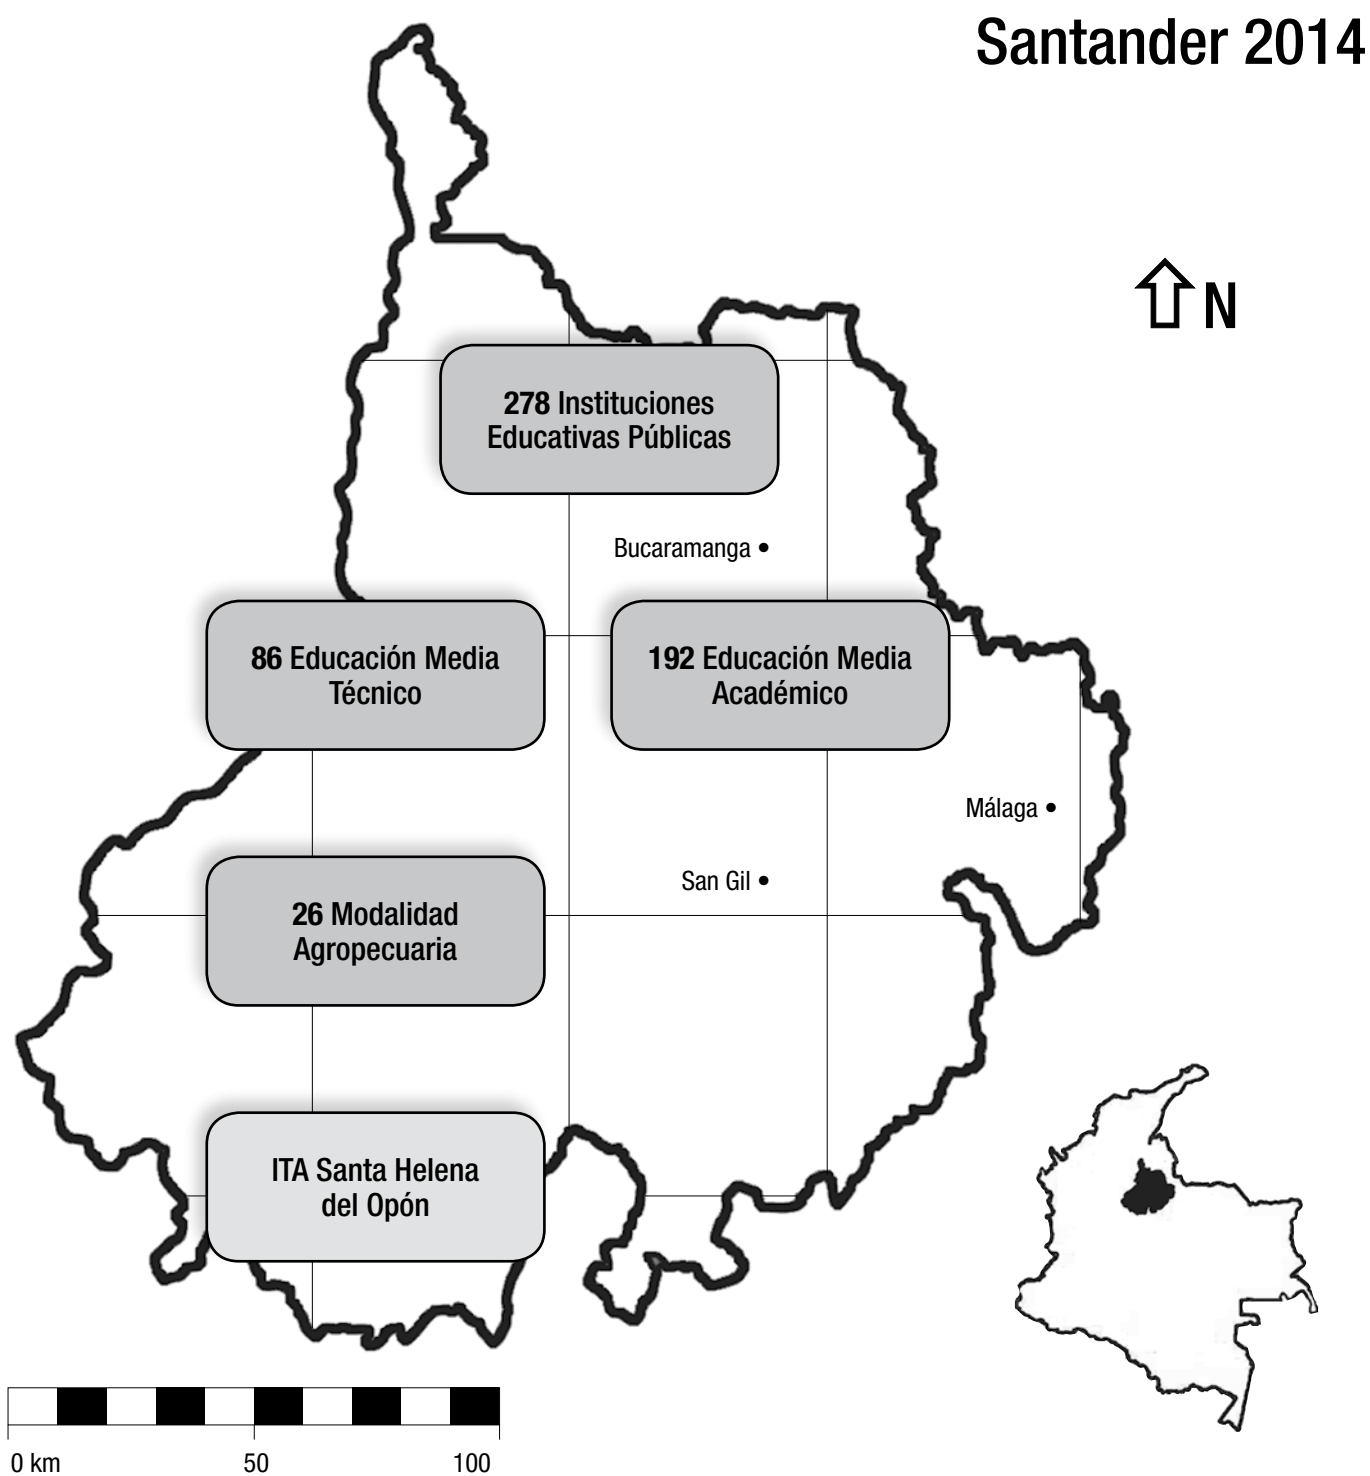 Santander 2014
N
278 Instituciones
Educativas Públicas
Bucaramanga
86 Educación Media
Técnico
192 Educación Media
Académico
Málaga
San Gil
26 Modalidad
Agropecuaria
ITA Santa Helena
del Opón
0 km 50 100